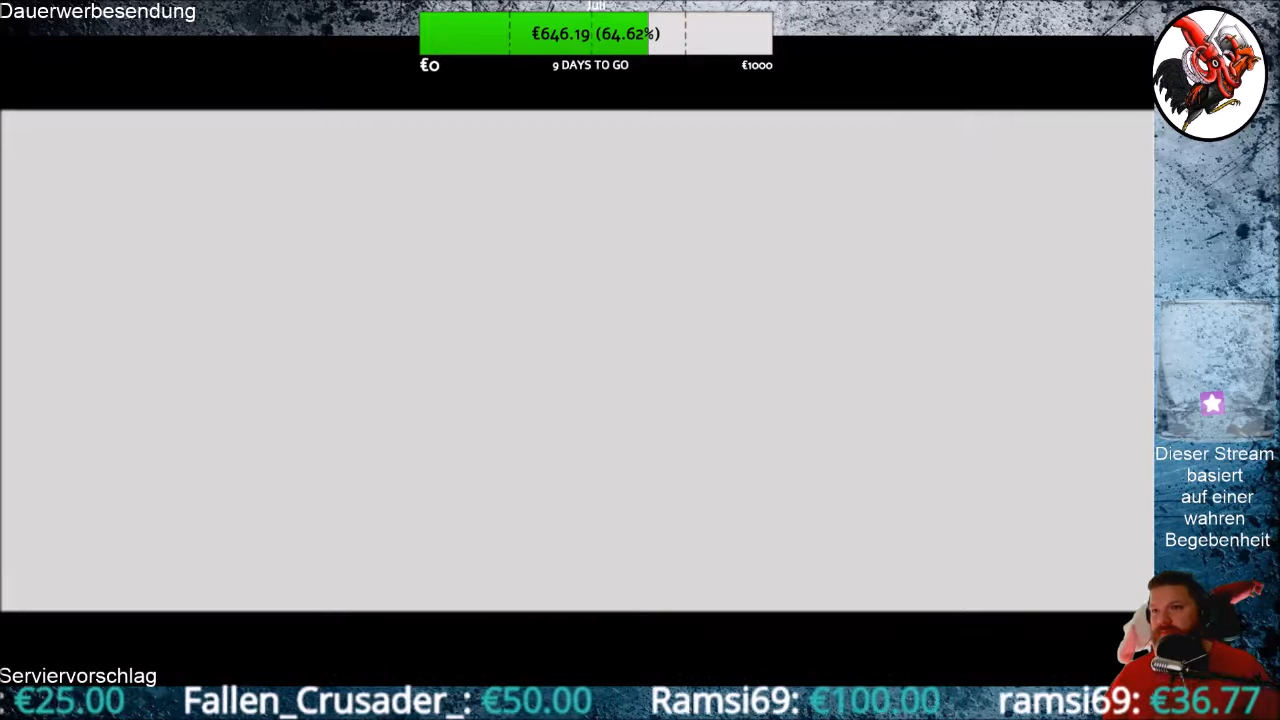 Dauerwerbesendung
Juli
€646.19 (64.62%)
€0 9 DAYS TO GO €1000
Dieser Stream
basiert
auf einer
wahren
Begebenheit
Serviervorschlag
: €25.00 Fallen_Crusader_: €50.00 Ramsi69: €100.00 ramsi69: €36.77